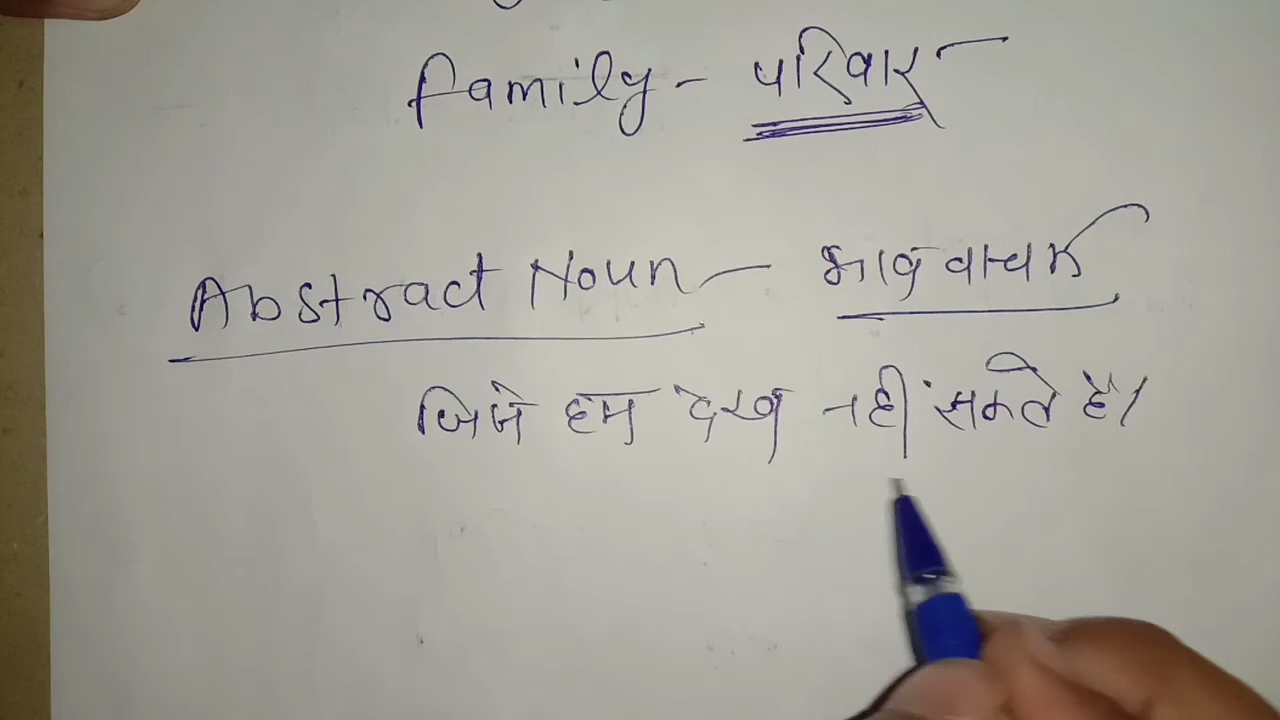 family - परिवार
Abstract Noun - भाववाचक
जिजे हम देख नहीं सकते हैं।